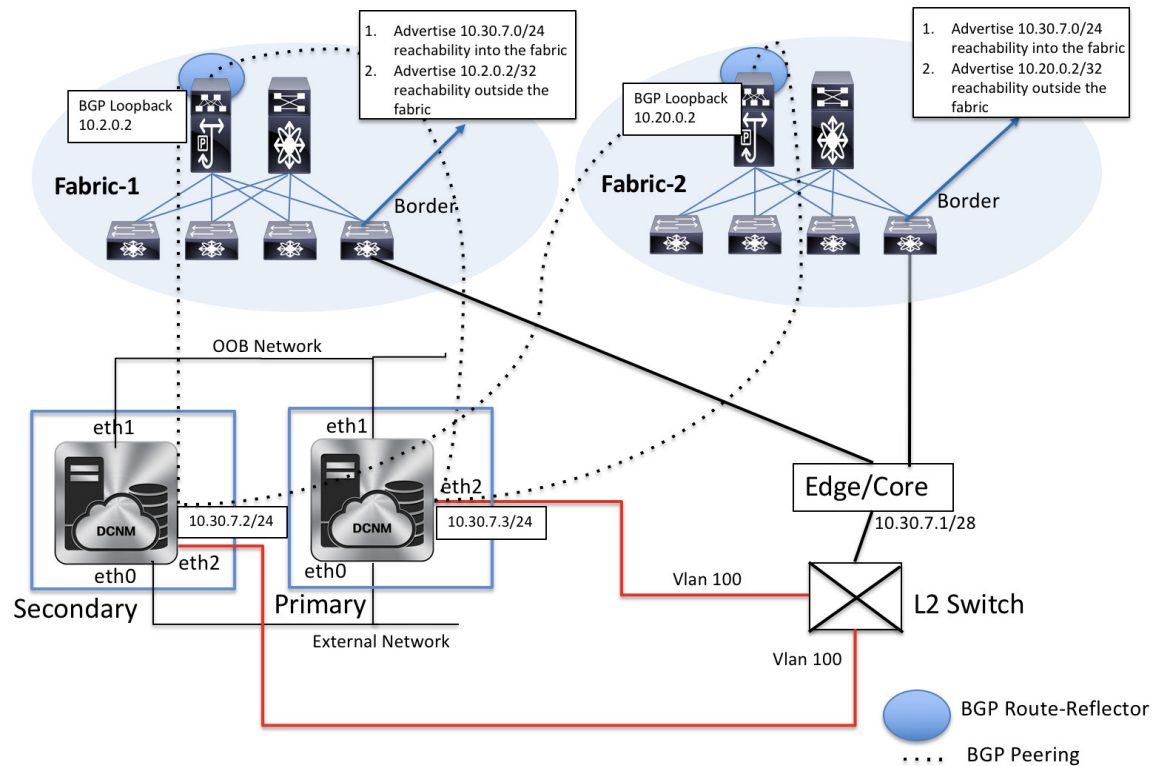 1. Advertise 10.30.7.0/24
reachability into the fabric
2. Advertise 10.2.0.2/32
reachability outside the
fabric
1. Advertise 10.30.7.0/24
reachability into the fabric
2. Advertise 10.20.0.2/32
reachability outside the
fabric
BGP Loopback
10.2.0.2
P
BGP Loopback
10.20.0.2
P
Fabric-1
Border
Fabric-2
Border
OOB Network
eth1
eth1
DCNM
10.30.7.2/24
eth2
eth0
Secondary
DCNM
eth2
10.30.7.3/24
eth0
Primary
External Network
Edge/Core
10.30.7.1/28
Vlan 100
L2 Switch
Vlan 100
BGP Route-Reflector
BGP Peering